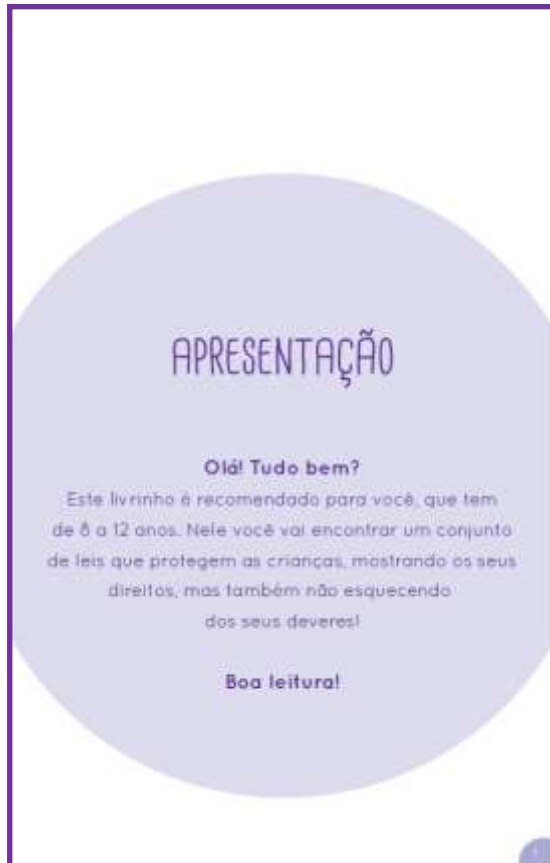 APRESENTAÇÃO
Olá! Tudo bem?
Este livrinho é recomendado para você, que tem
de 8 a 12 anos. Nele você vai encontrar um conjunto
de leis que protegem as crianças, mostrando os seus
direitos, mas também não esquecendo
dos seus deveres!
Boa leitura!